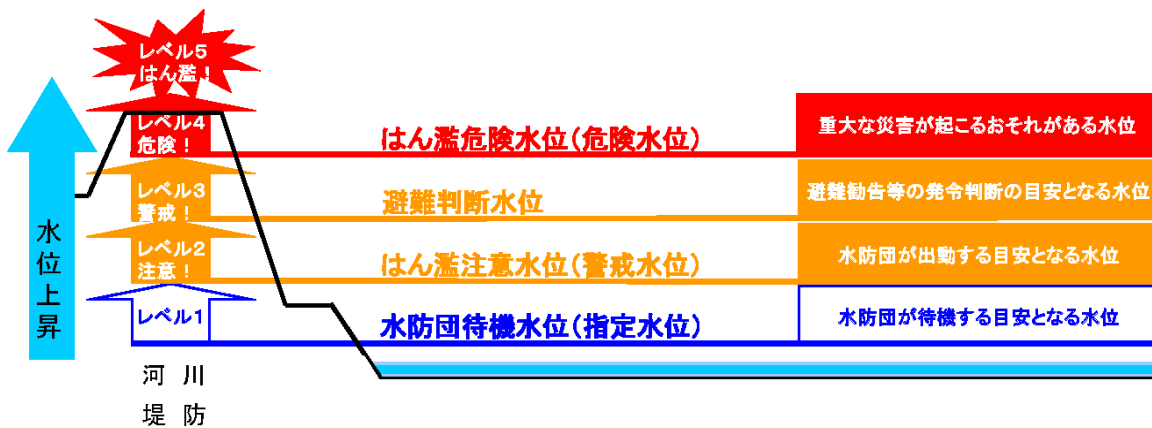 レベル5
はん濫!
レベル4
危険!
はん濫危険水位(危険水位)
重大な災害が起こるおそれがある水位
レベル3
警戒!
避難判断水位
避難勧告等の発令判断の目安となる水位
レベル2
注意!
はん濫注意水位(警戒水位)
水防団が出動する目安となる水位
レベル1
水防団待機水位(指定水位)
水防団が待機する目安となる水位
水位上昇
河川
堤防